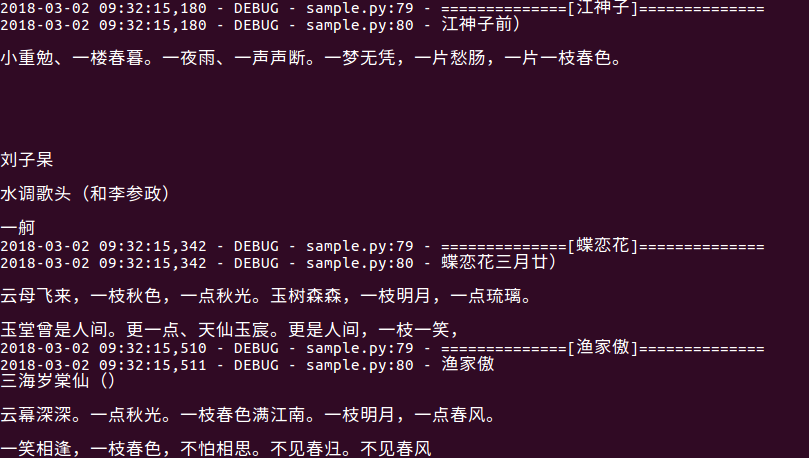 2018-03-02 09:32:15,180 - DEBUG - sample.py:79 - ==============[江神子]==============
2018-03-02 09:32:15,180 - DEBUG - sample.py:80 - 江神子前）
小重勉、一楼春暮。一夜雨、一声声断。一梦无凭，一片愁肠，一片一枝春色。
刘子杲
水调歌头（和李参政）
一舸
2018-03-02 09:32:15,342 - DEBUG - sample.py:79 - ==============[蝶恋花]==============
2018-03-02 09:32:15,342 - DEBUG - sample.py:80 - 蝶恋花三月廿）
云母飞来，一枝秋色，一点秋光。玉树森森，一枝明月，一点琉璃。
玉堂曾是人间。更一点、天仙玉宸。更是人间，一枝一笑，
2018-03-02 09:32:15,510 - DEBUG - sample.py:79 - ==============[渔家傲]==============
2018-03-02 09:32:15,511 - DEBUG - sample.py:80 - 渔家傲
三海岁棠仙（）
云幕深深。一点秋光。一枝春色满江南。一枝明月，一点春风。
一笑相逢，一枝春色，不怕相思。不见春归。不见春风